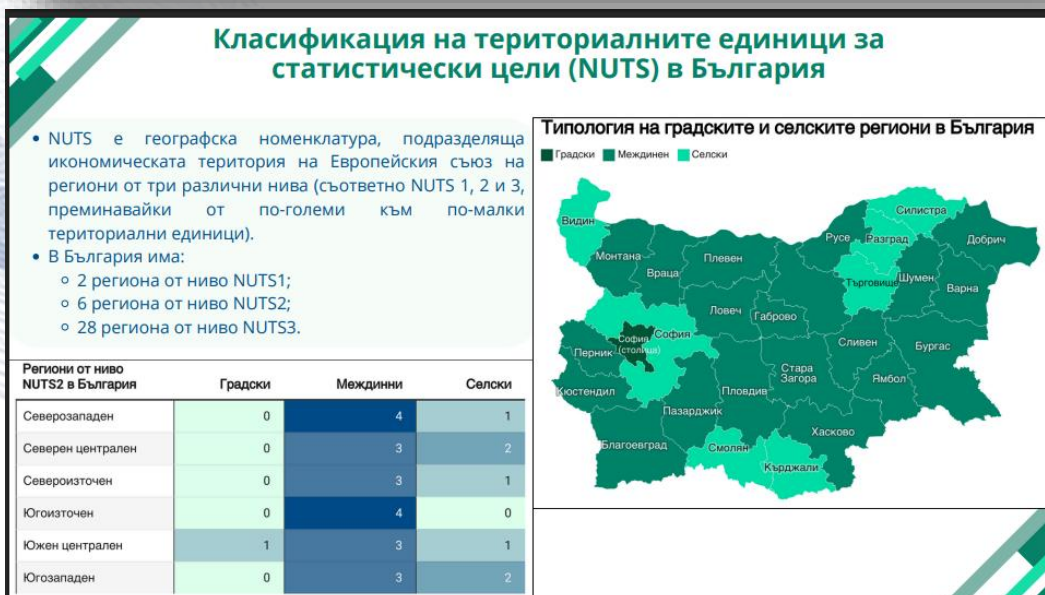 Класификация на териториалните единици за
статистически цели (NUTS) в България
• NUTS е географска номенклатура, подразделяща
икономическата територия на Европейския съюз на
региони от три различни нива (съответно NUTS 1, 2 и 3,
преминавайки от по-големи към по-малки
териториални единици).
• В България има:
◦ 2 региона от ниво NUTS1;
◦ 6 региона от ниво NUTS2;
◦ 28 региона от ниво NUTS3.
Региони от ниво
NUTS2 в България Градски Междинни Селски
Северозападен 0 4 1
Северен централен 0 3 2
Североизточен 0 3 1
Югоизточен 0 4 0
Южен централен 1 3 1
Югозападен 0 3 2
Типология на градските и селските региони в България
Градски Междинен Селски
Видин
Монтана
Враца
Плевен
Русе
Разград
Силистра
Добрич
Търговище
Шумен
Варна
Ловеч
Габрово
София
София
(столица)
Перник
Сливен
Бургас
Стара
Загора
Ямбол
Кюстендил
Пловдив
Пазарджик
Хасково
Благоевград
Смолян
Кърджали